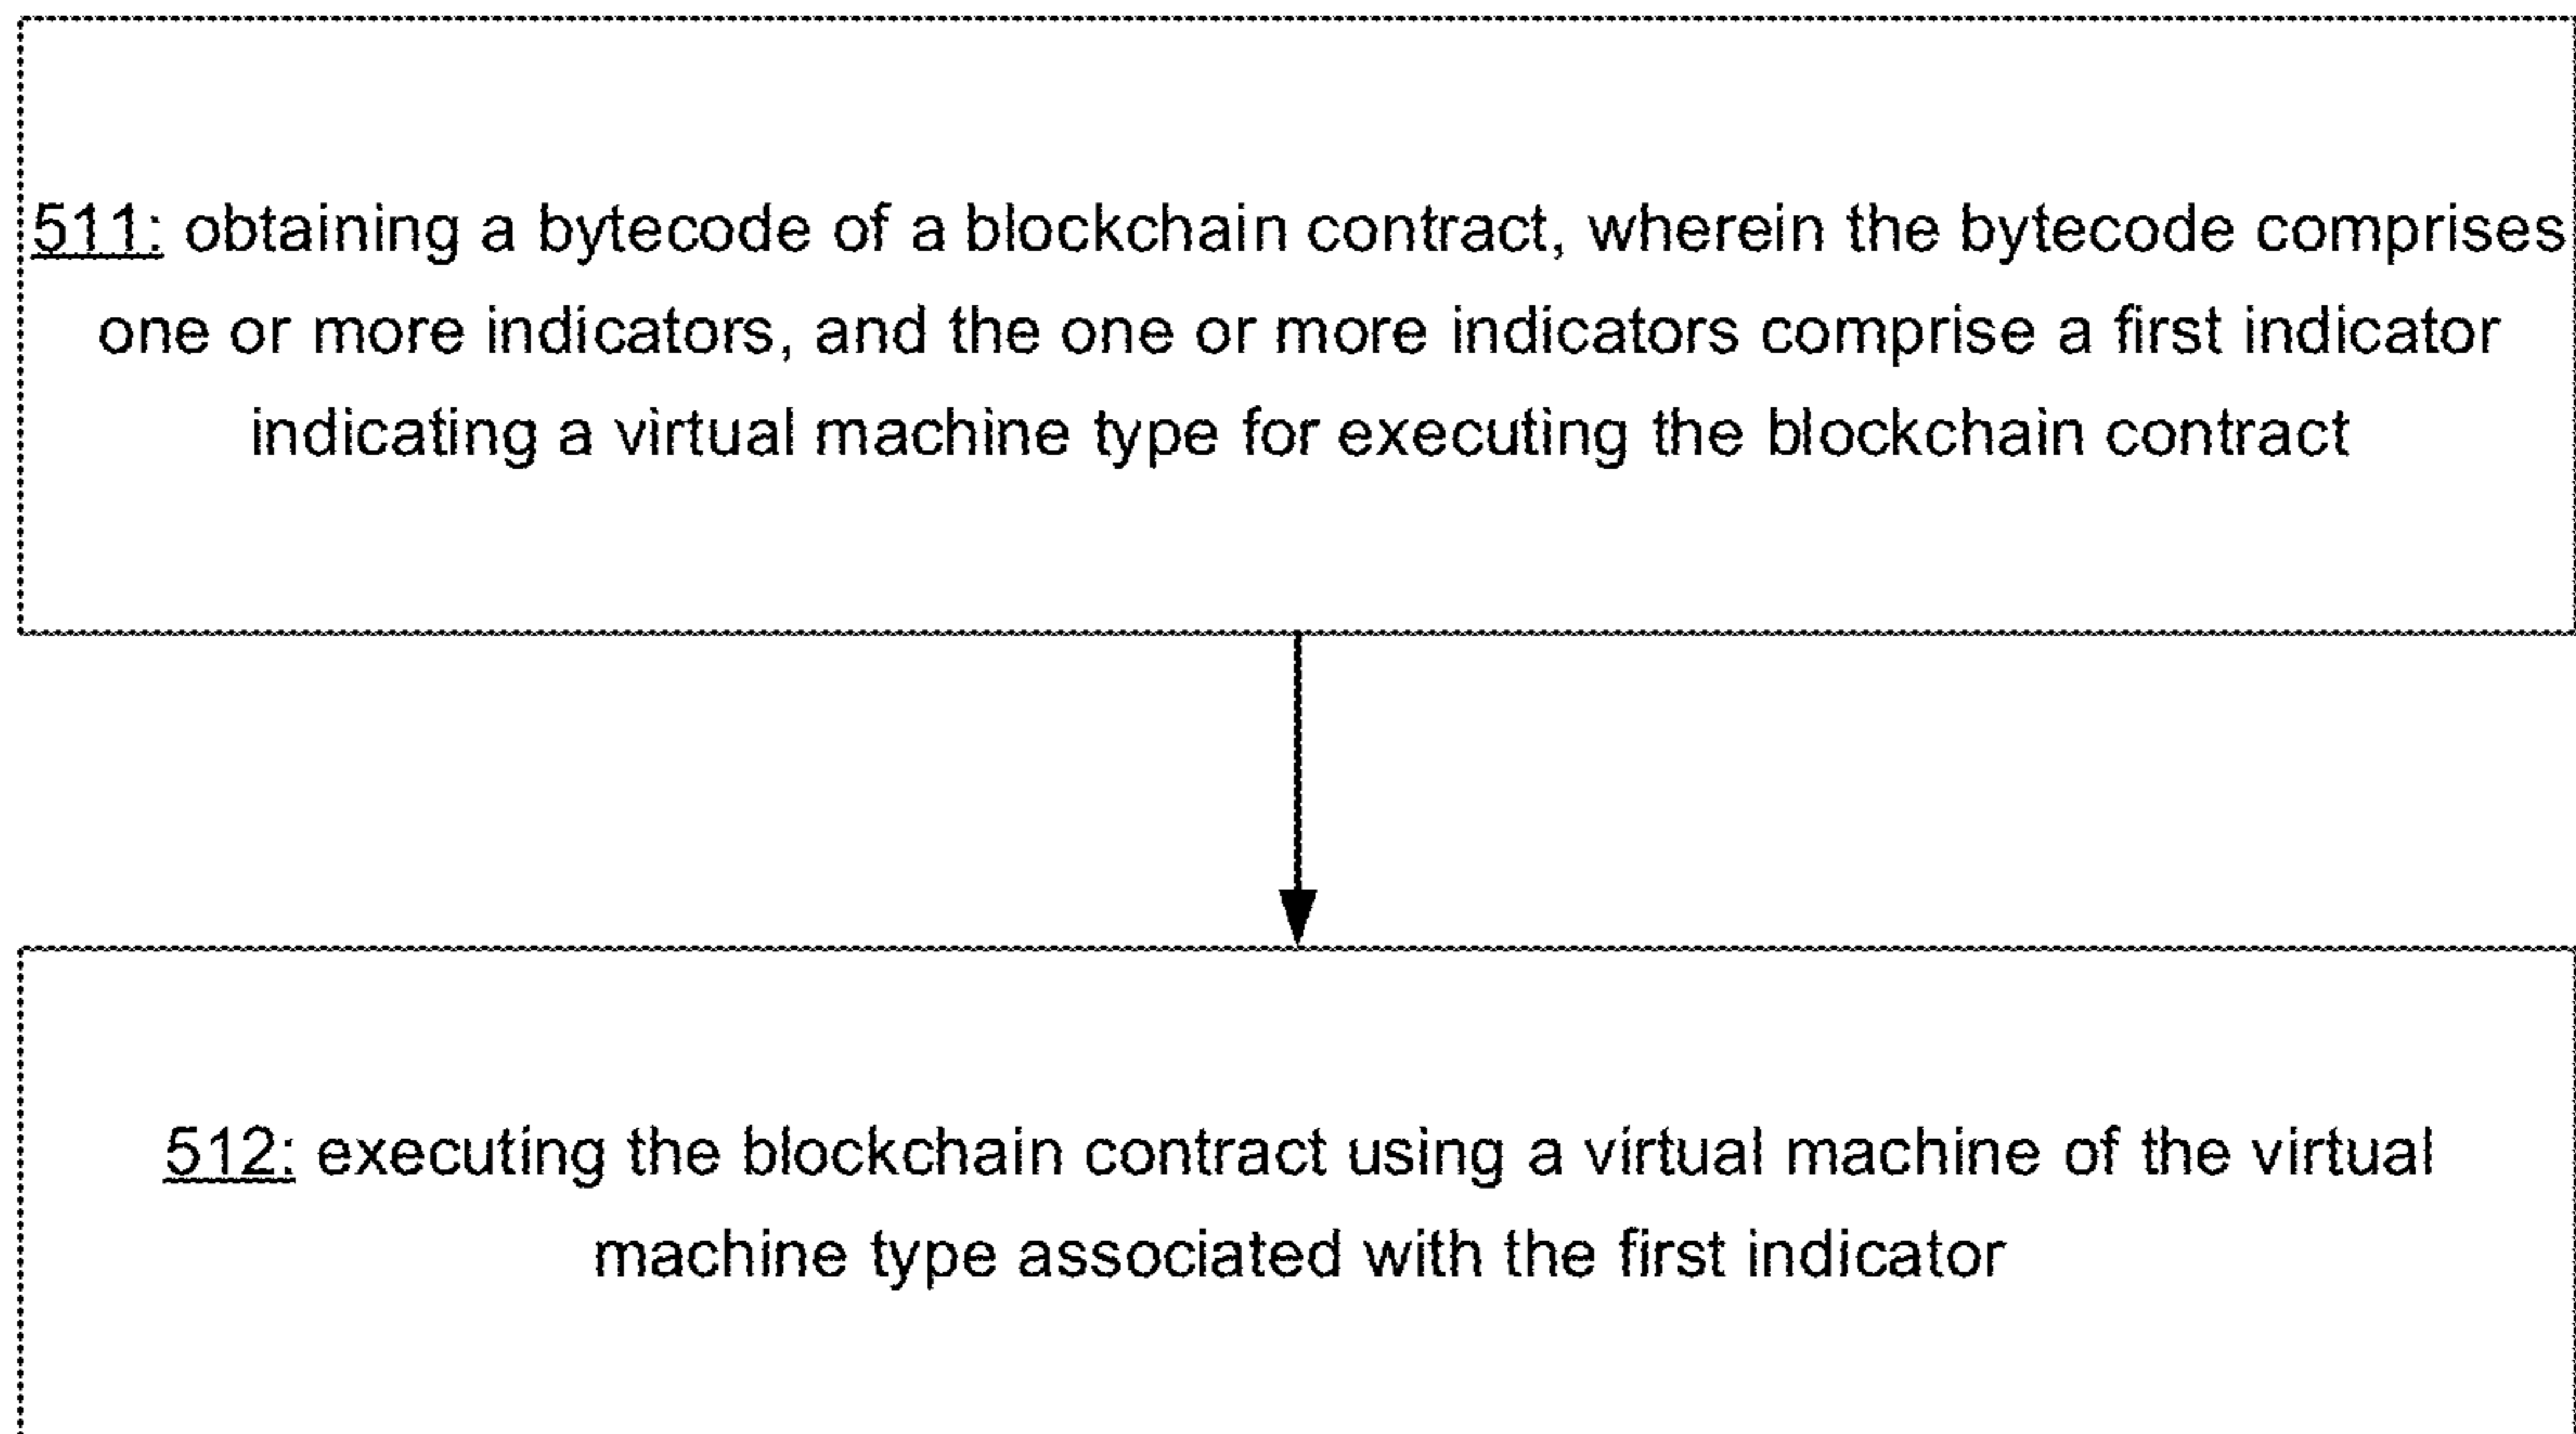 511: obtaining a bytecode of a blockchain contract, wherein the bytecode comprises
one or more indicators, and the one or more indicators comprise a first indicator
indicating a virtual machine type for executing the blockchain contract
512: executing the blockchain contract using a virtual machine of the virtual
machine type associated with the first indicator